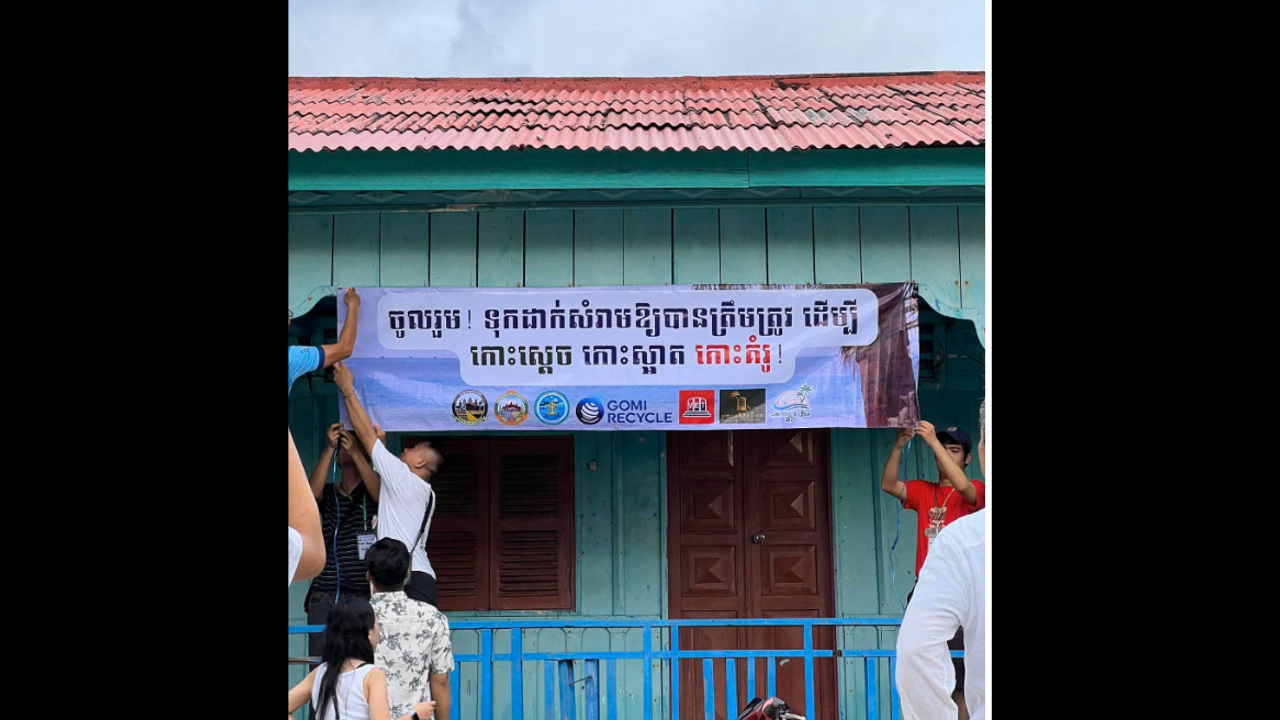 ចូលរួម! ទុកដាក់សំរាមឱ្យបានត្រឹមត្រូវ ដើម្បី
កោះស្ដេច កោះស្អាត កោះគំរូ!
GOMI
RECYCLE